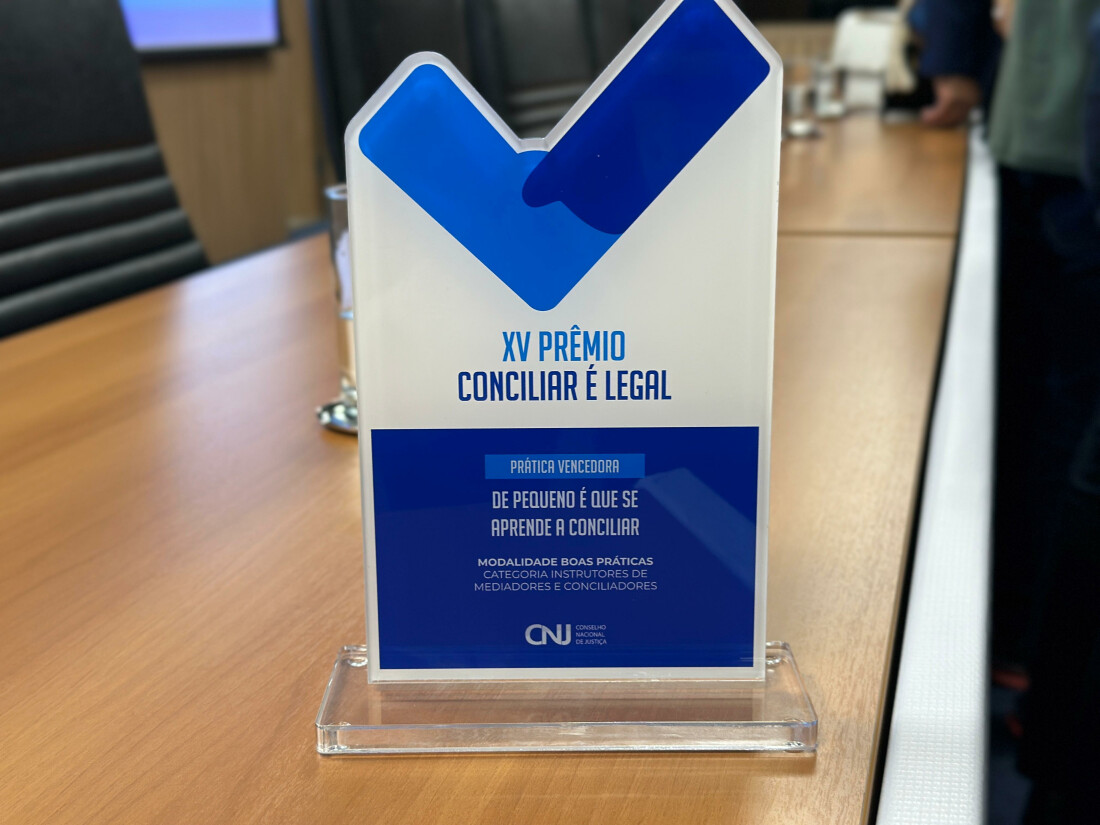 XV PRÊMIO
CONCILIAR É LEGAL
PRÁTICA VENCEDORA
DE PEQUENO É QUE SE
APRENDE A CONCILIAR
MODALIDADE BOAS PRÁTICAS
CATEGORIA INSTRUTORES DE
MEDIADORES E CONCILIADORES
CNJ
CONSELHO
NACIONAL
DE JUSTIÇA